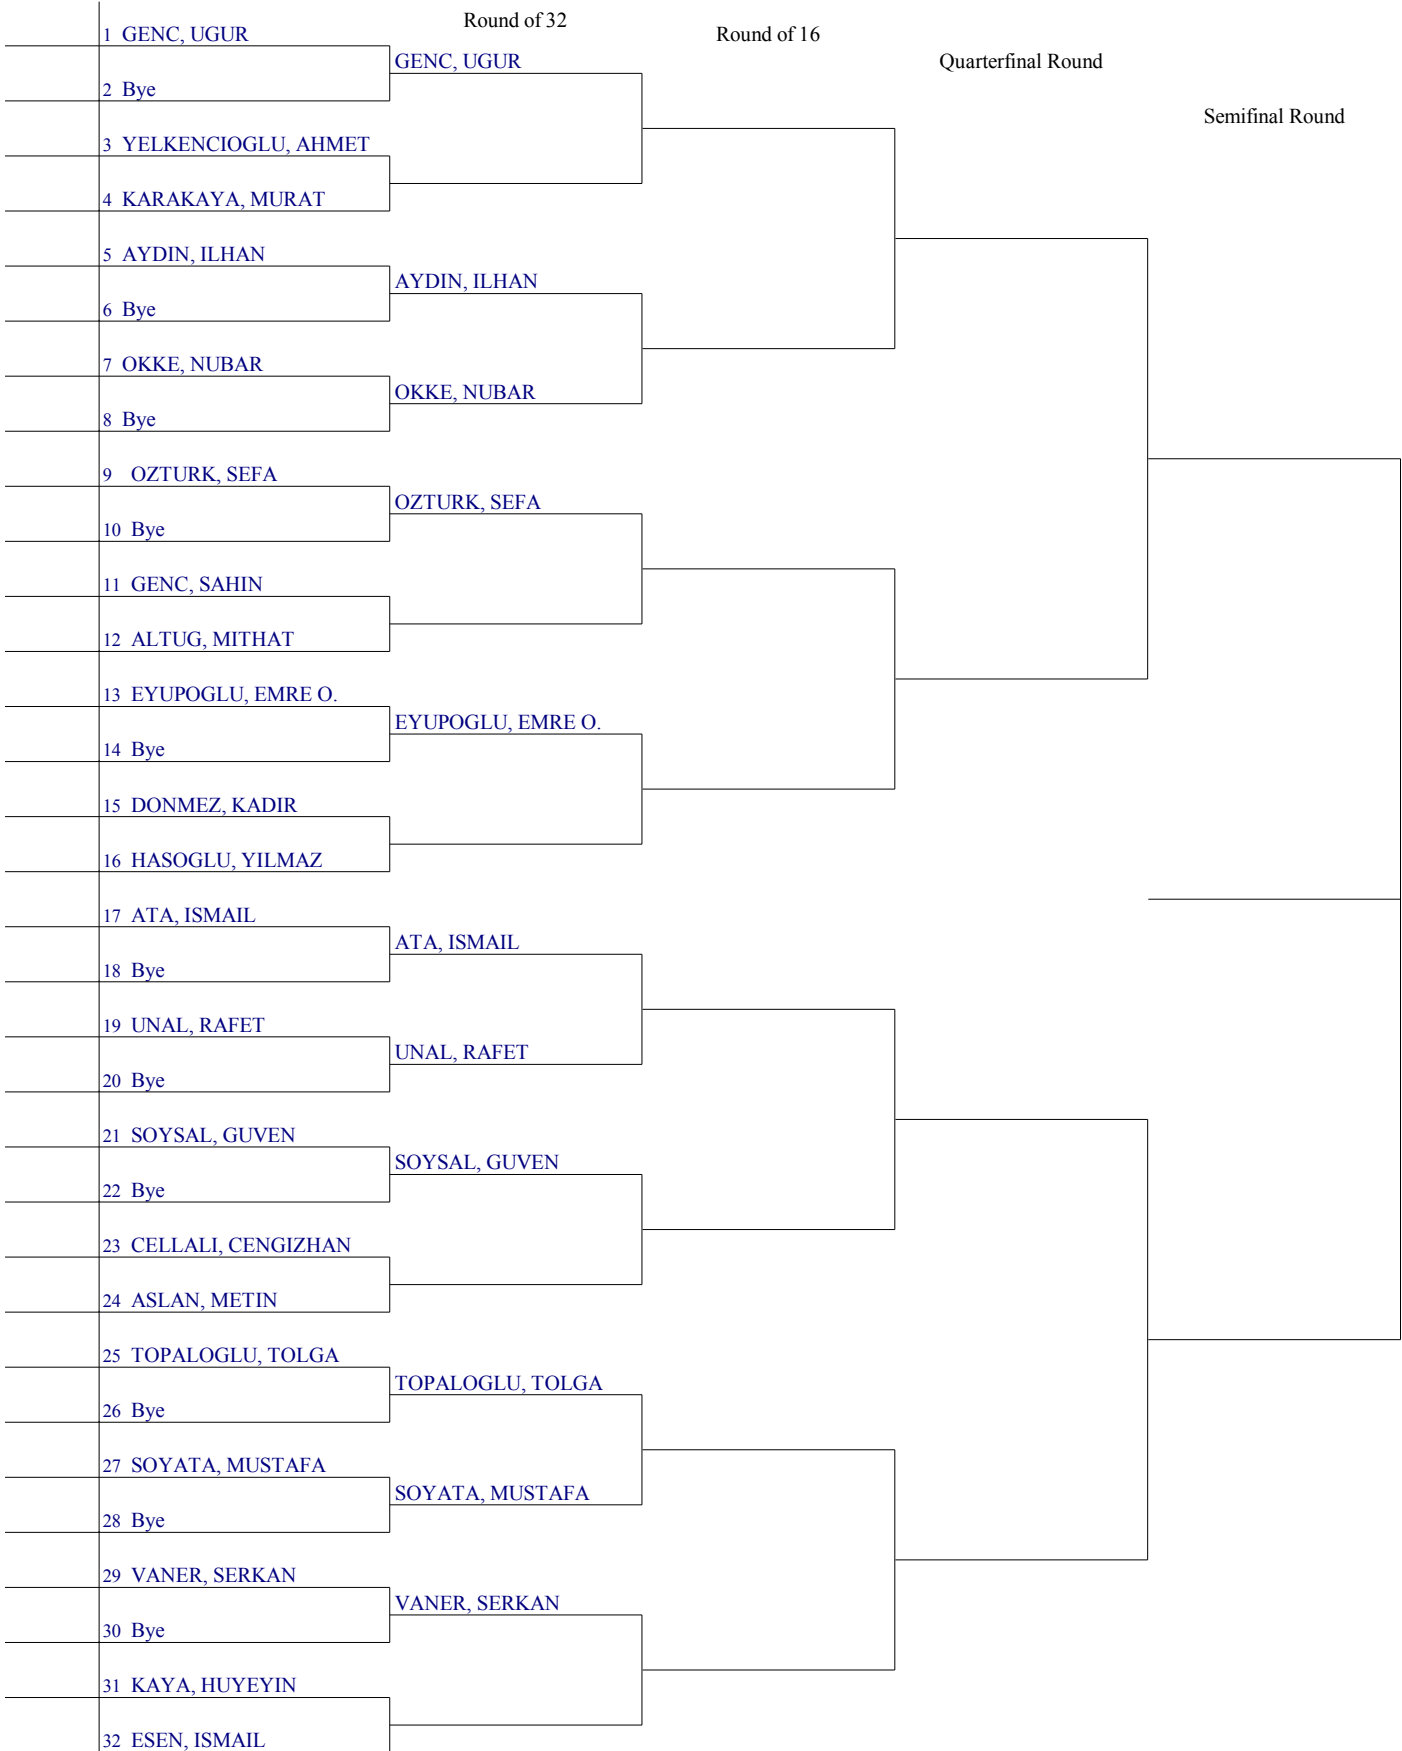 Round of 32
Round of 16
Quarterfinal Round
Semifinal Round
1 GENC, UGUR
GENC, UGUR
2 Bye
3 YELKENCIOGLU, AHMET
4 KARAKAYA, MURAT
5 AYDIN, ILHAN
AYDIN, ILHAN
6 Bye
7 OKKE, NUBAR
OKKE, NUBAR
8 Bye
9 OZTURK, SEFA
OZTURK, SEFA
10 Bye
11 GENC, SAHIN
12 ALTUG, MITHAT
13 EYUPOGLU, EMRE O.
EYUPOGLU, EMRE O.
14 Bye
15 DONMEZ, KADIR
16 HASOGLU, YILMAZ
17 ATA, ISMAIL
ATA, ISMAIL
18 Bye
19 UNAL, RAFET
UNAL, RAFET
20 Bye
21 SOYSAL, GUVEN
SOYSAL, GUVEN
22 Bye
23 CELLALI, CENGIZHAN
24 ASLAN, METIN
25 TOPALOGLU, TOLGA
TOPALOGLU, TOLGA
26 Bye
27 SOYATA, MUSTAFA
SOYATA, MUSTAFA
28 Bye
29 VANER, SERKAN
VANER, SERKAN
30 Bye
31 KAYA, HUYEYIN
32 ESEN, ISMAIL